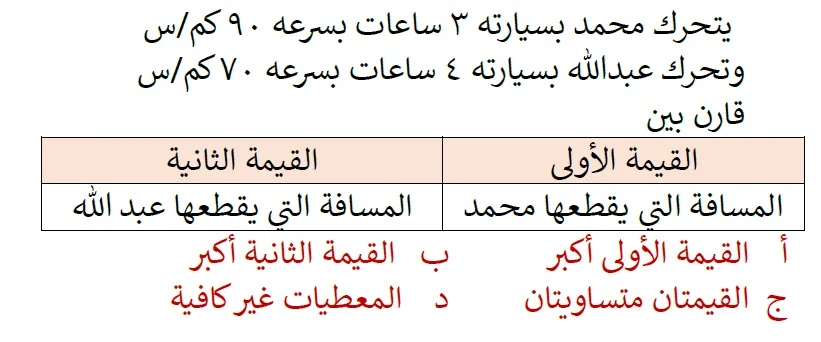 يتحرك محمد بسيارته ٣ ساعات بسرعه ٩٠ كم/س
وتحرك عبدالله بسيارته ٤ ساعات بسرعه ٧٠ كم/س
قارن بين
القيمة الأولى القيمة الثانية
المسافة التي يقطعها محمد المسافة التي يقطعها عبد الله
أ القيمة الأولى أكبر ب القيمة الثانية أكبر
ج القيمتان متساويتان د المعطيات غير كافية